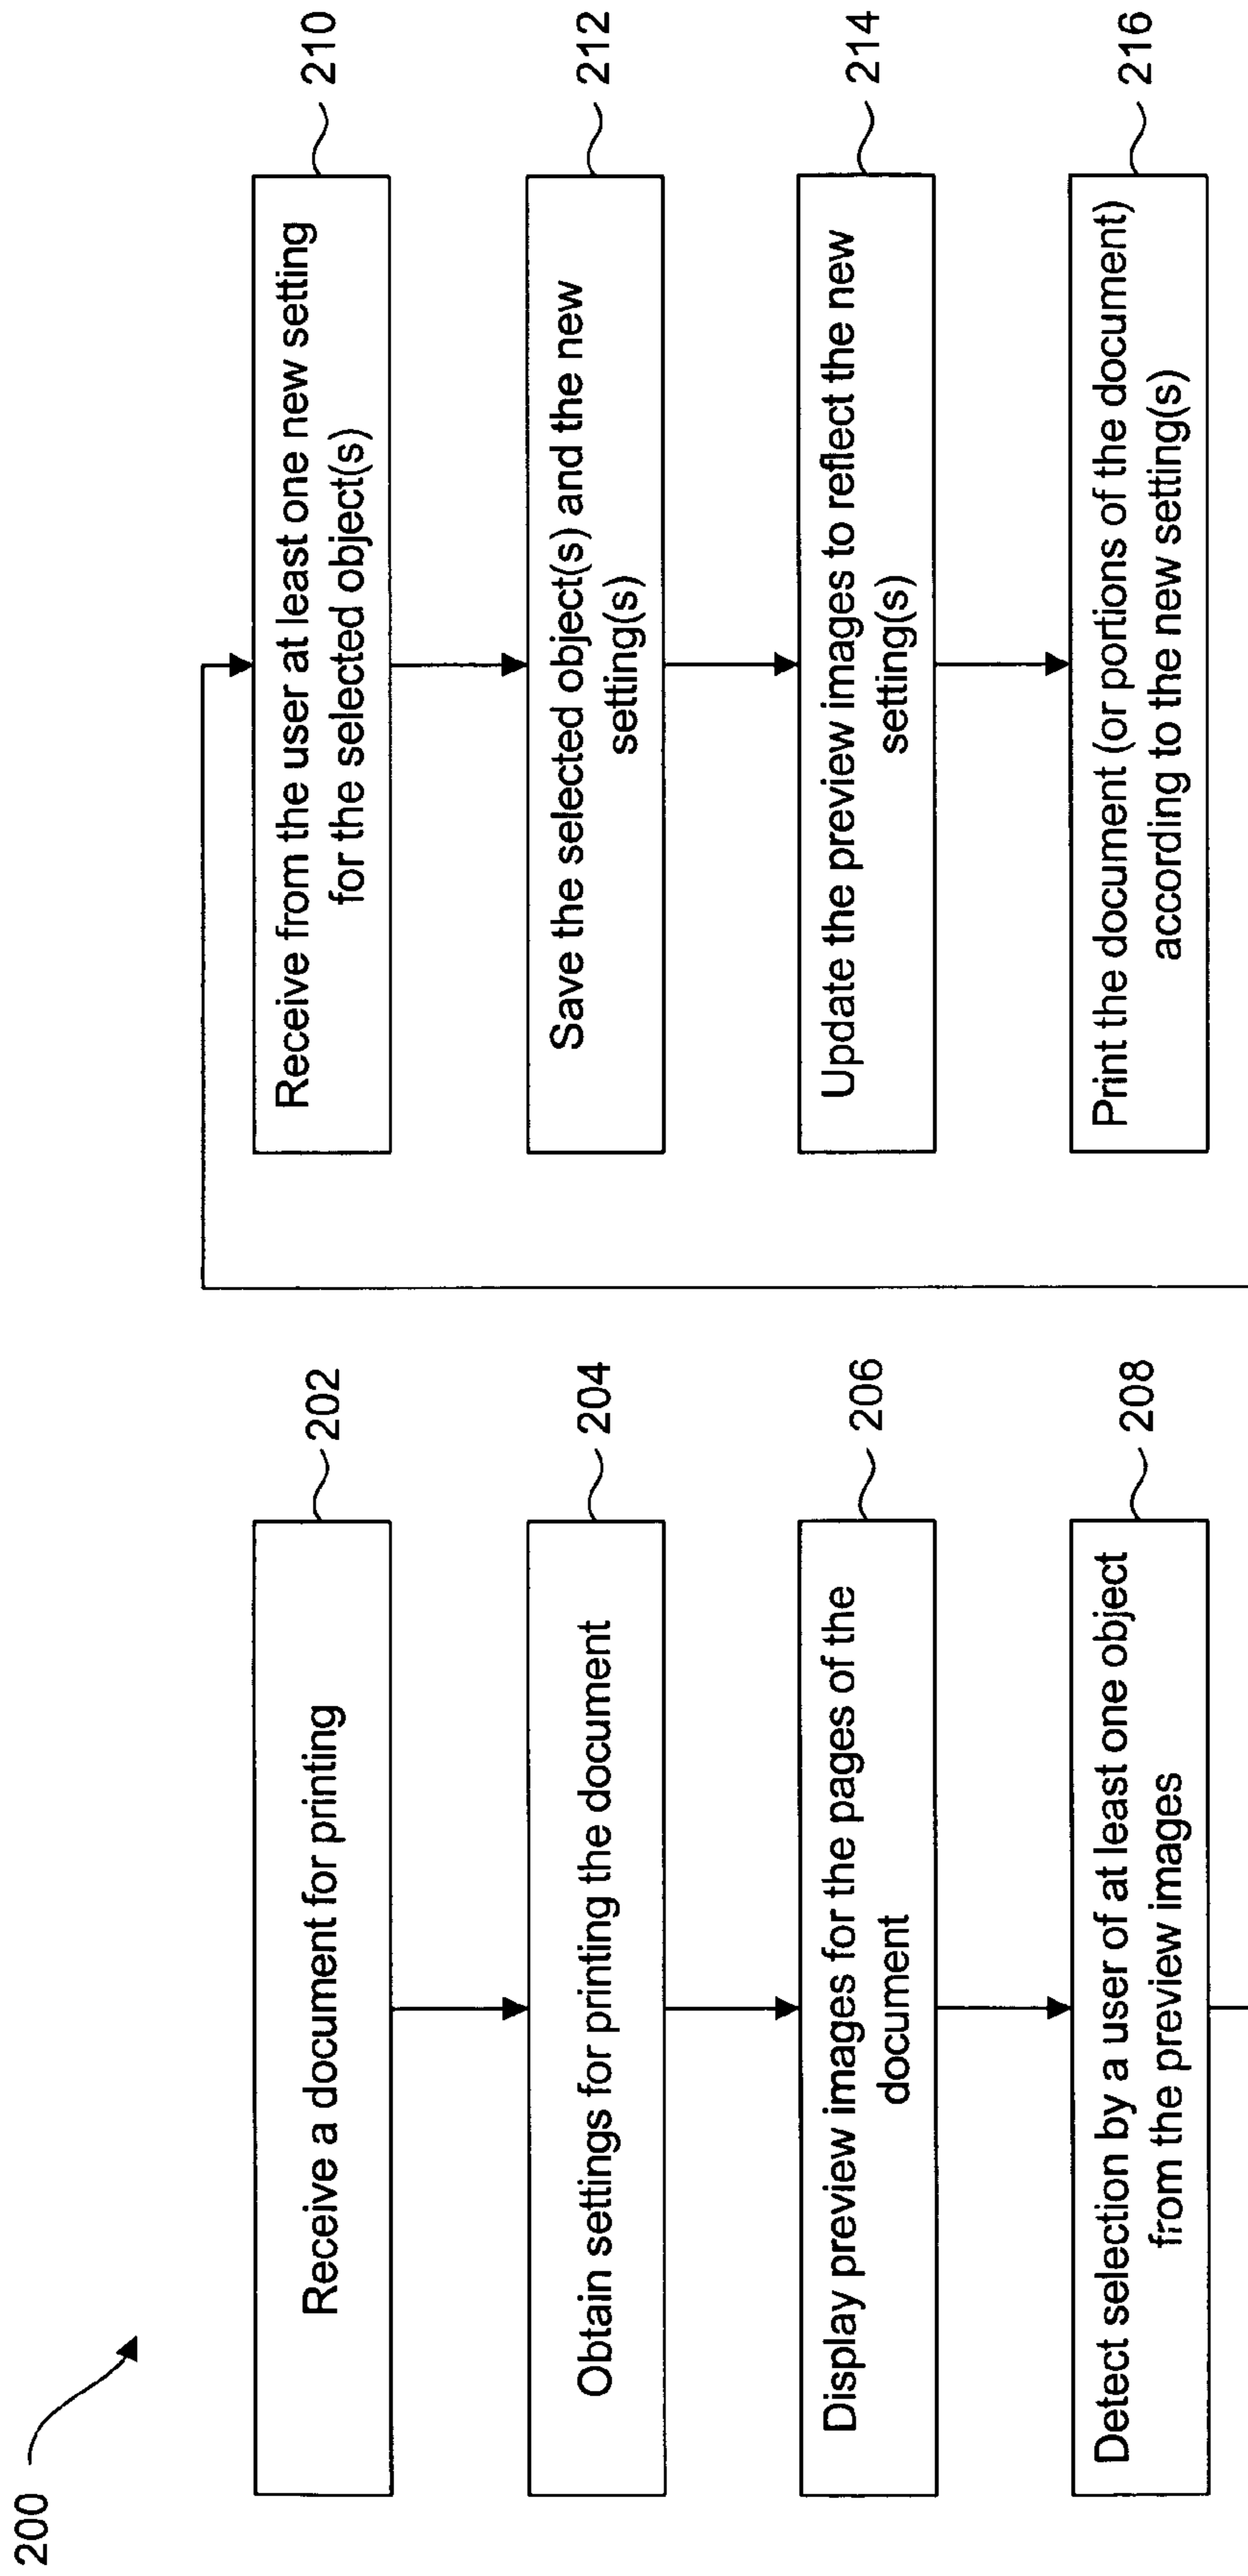 200
Receive a document for printing
202
Obtain settings for printing the document
204
Display preview images for the pages of the
document
206
Detect selection by a user of at least one object
from the preview images
208
Receive from the user at least one new setting
for the selected object(s)
210
Save the selected object(s) and the new
setting(s)
212
Update the preview images to reflect the new
setting(s)
214
Print the document (or portions of the document)
according to the new setting(s)
216